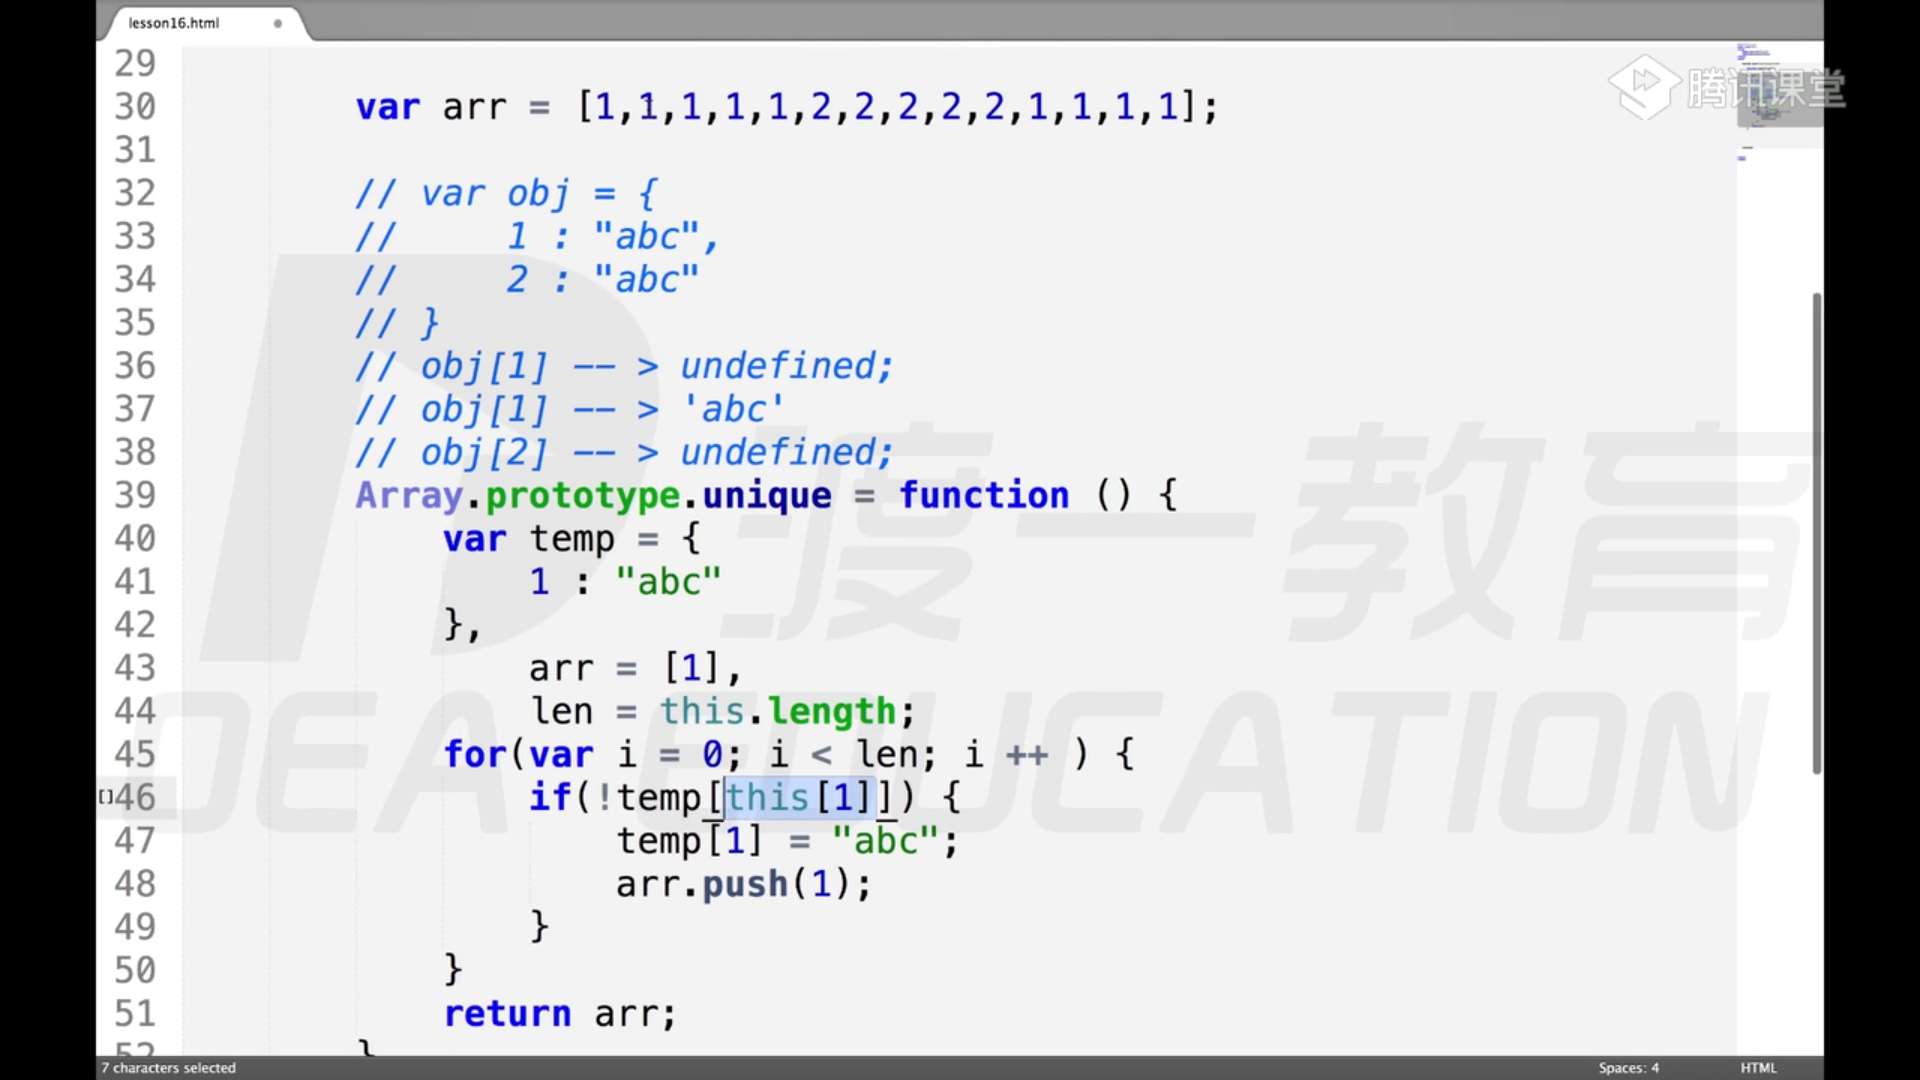 lesson16.html
腾讯课堂
29
30 var arr = [1,1,1,1,1,2,2,2,2,2,1,1,1,1];
31
32 // var obj = {
33 //     1 : "abc",
34 //     2 : "abc"
35 // }
36 // obj[1] -- > undefined;
37 // obj[1] -- > 'abc'
38 // obj[2] -- > undefined;
39 Array.prototype.unique = function () {
40     var temp = {
41         1 : "abc"
42     },
43         arr = [1],
44         len = this.length;
45     for(var i = 0; i < len; i ++ ) {
[]46         if(!temp[this[1]]) {
47             temp[1] = "abc";
48             arr.push(1);
49         }
50     }
51     return arr;
52 }
渡一教育
DEA EDUCATION
7 characters selected
Spaces: 4
HTML